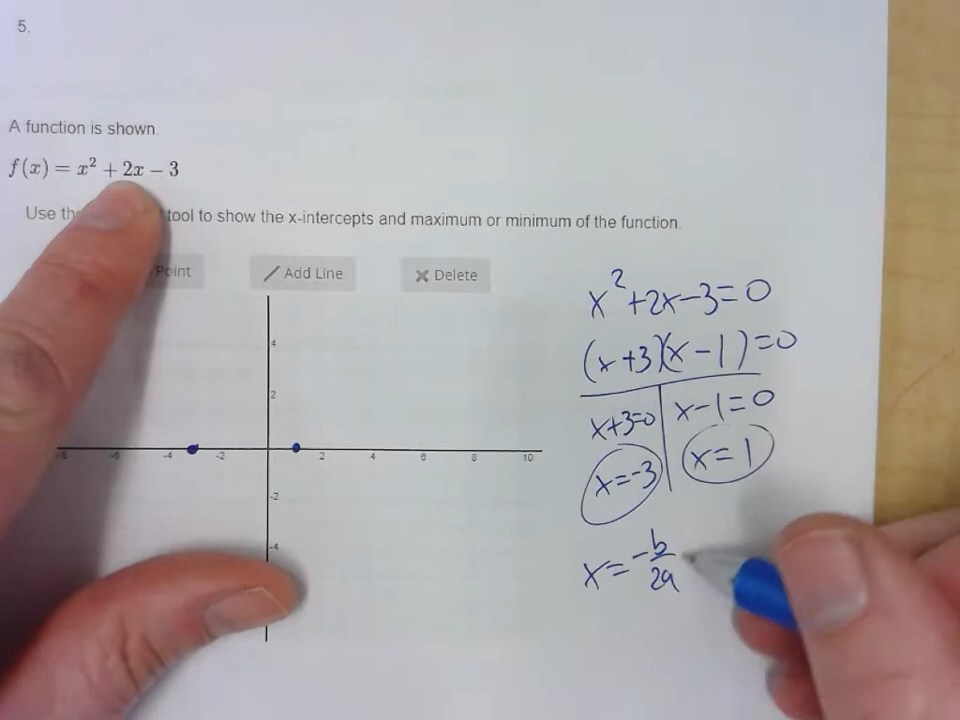 5.
A function is shown.
f(x) = x² + 2x − 3
Use tool to show the x-intercepts and maximum or minimum of the function.
Point Add Line Delete
4
2
-4 -2 2 4 6 8 10
-2
-4
x²+2x-3=0
(x+3)(x-1)=0
x+3=0 x-1=0
x=-3 x=1
x=-b/2a